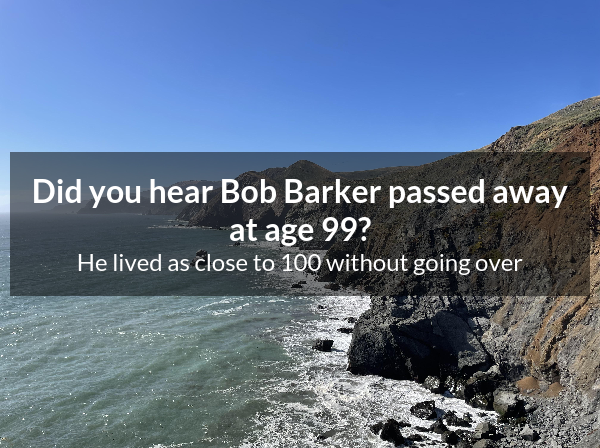 Did you hear Bob Barker passed away
at age 99?
He lived as close to 100 without going over